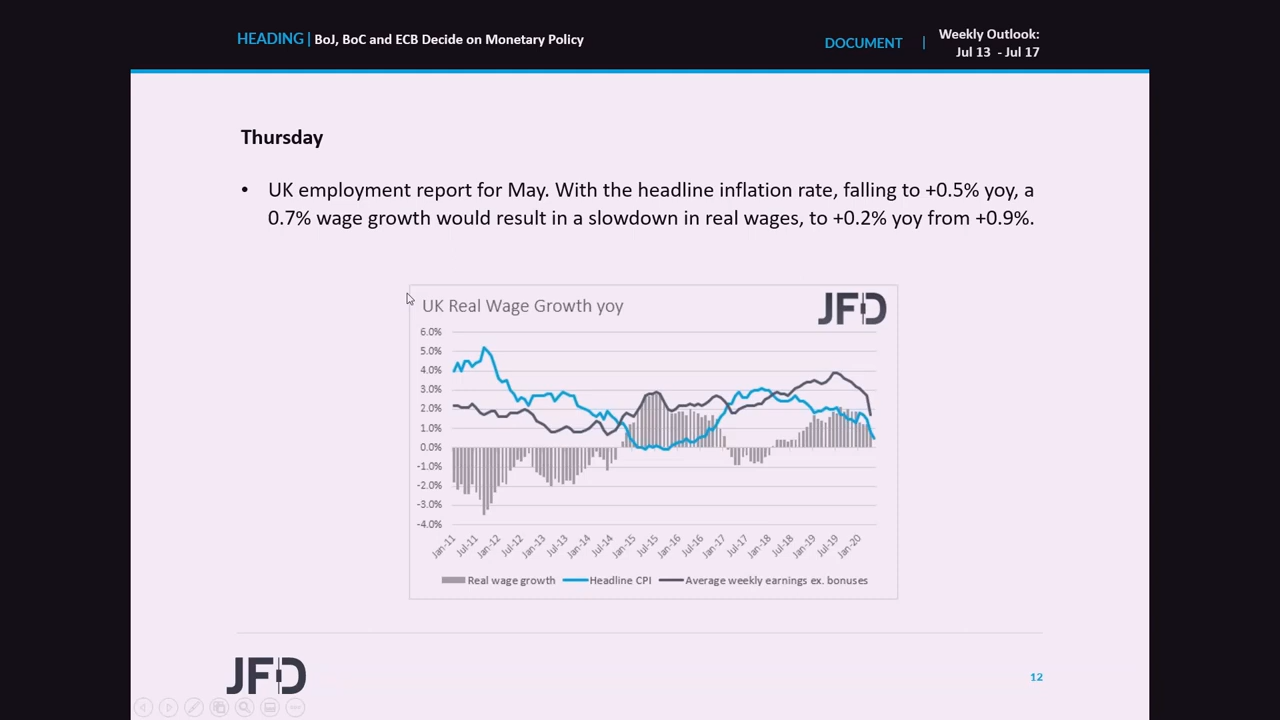 HEADING | BoJ, BoC and ECB Decide on Monetary Policy
DOCUMENT | Weekly Outlook:
Jul 13 - Jul 17
Thursday
• UK employment report for May. With the headline inflation rate, falling to +0.5% yoy, a
0.7% wage growth would result in a slowdown in real wages, to +0.2% yoy from +0.9%.
UK Real Wage Growth yoy
JFD
6.0%
5.0%
4.0%
3.0%
2.0%
1.0%
0.0%
-1.0%
-2.0%
-3.0%
-4.0%
Jan-11 Jul-11 Jan-12 Jul-12 Jan-13 Jul-13 Jan-14 Jul-14 Jan-15 Jul-15 Jan-16 Jul-16 Jan-17 Jul-17 Jan-18 Jul-18 Jan-19 Jul-19 Jan-20
Real wage growth Headline CPI Average weekly earnings ex. bonuses
JFD
12